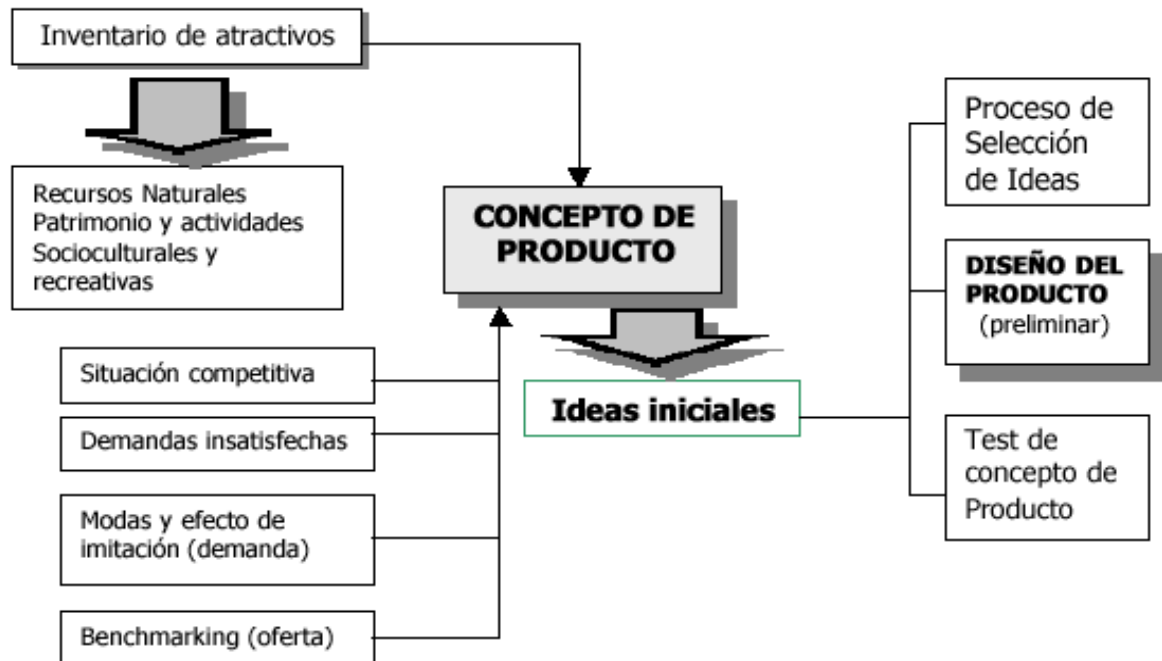 Inventario de atractivos
Recursos Naturales
Patrimonio y actividades
Socioculturales y
recreativas
CONCEPTO DE
PRODUCTO
Situación competitiva
Demandas insatisfechas
Modas y efecto de
imitación (demanda)
Benchmarking (oferta)
Ideas iniciales
Proceso de
Selección
de Ideas
DISEÑO DEL
PRODUCTO
(preliminar)
Test de
concepto de
Producto